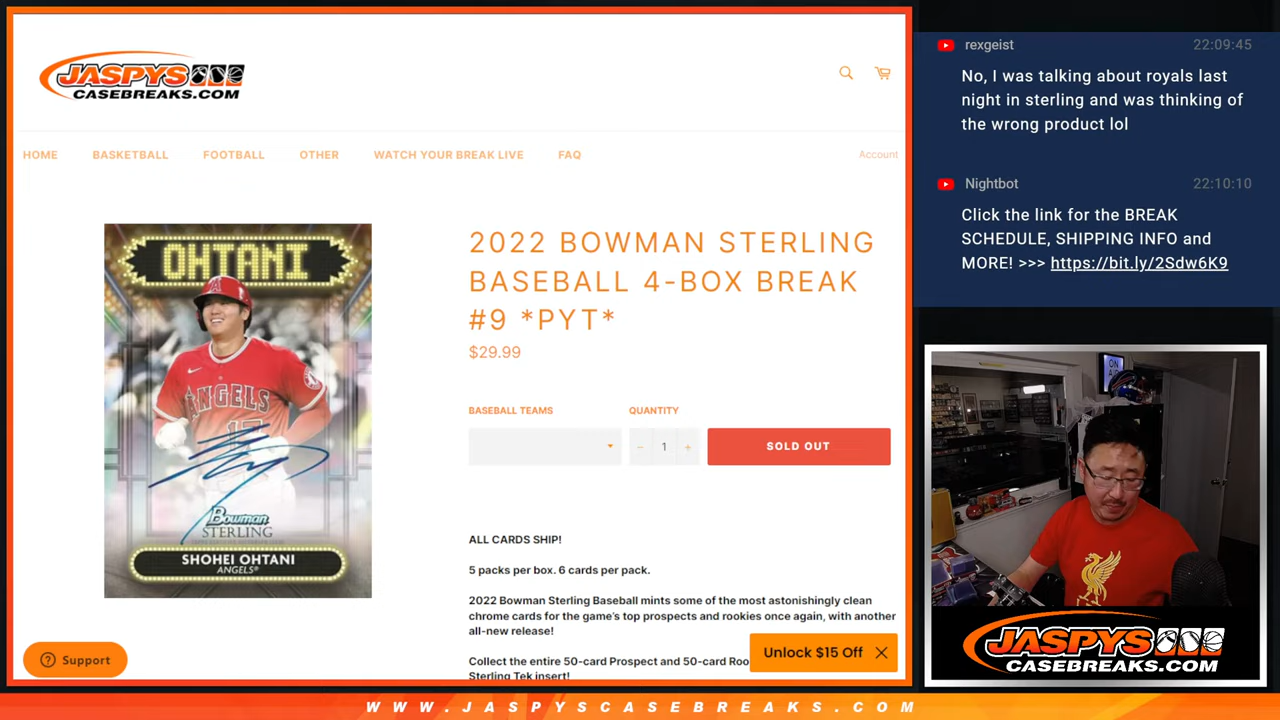 JASPYS
CASEBREAKS.COM
HOME BASKETBALL FOOTBALL OTHER WATCH YOUR BREAK LIVE FAQ Account
OHTANI
ANGELS
17
Bowman
STERLING
SHOHEI OHTANI
ANGELS®
2022 BOWMAN STERLING
BASEBALL 4-BOX BREAK
#9 *PYT*
$29.99
BASEBALL TEAMS QUANTITY
− 1 + SOLD OUT
ALL CARDS SHIP!
5 packs per box. 6 cards per pack.
2022 Bowman Sterling Baseball mints some of the most astonishingly clean
chrome cards for the game's top prospects and rookies once again, with another
all-new release!
Collect the entire 50-card Prospect and 50-card Roo
Sterling Tek insert!
Support
Unlock $15 Off
rexgeist 22:09:45
No, I was talking about royals last
night in sterling and was thinking of
the wrong product lol
Nightbot 22:10:10
Click the link for the BREAK
SCHEDULE, SHIPPING INFO and
MORE! >>> https://bit.ly/2Sdw6K9
ON
AIR
JASPYS
CASEBREAKS.COM
WWW.JASPYSCASEBREAKS.COM